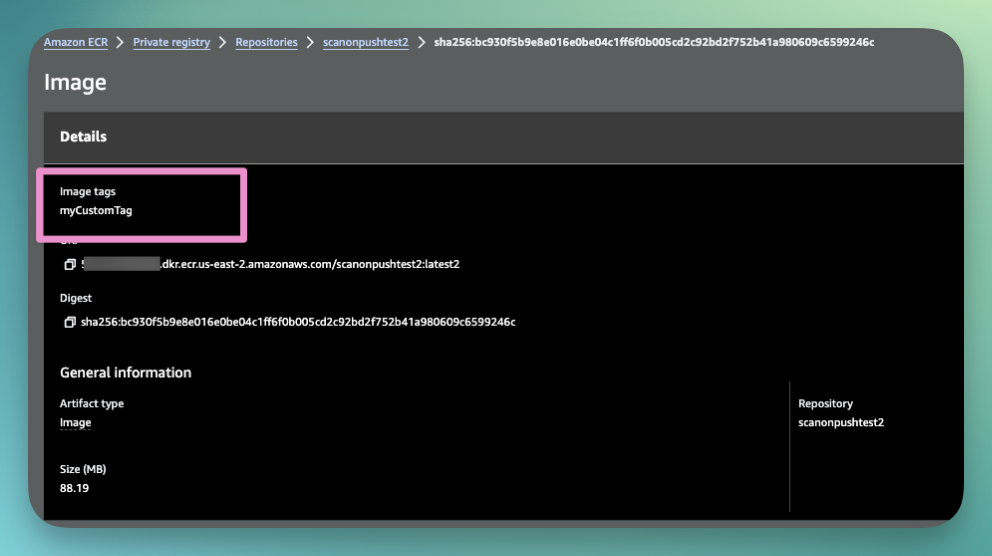 Amazon ECR > Private registry > Repositories > scanonpushtest2 > sha256:bc930f5b9e8e016e0be04c1ff6f0b005cd2c92bd2f752b41a980609c6599246c
Image
Details
Image tags
myCustomTag
.dkr.ecr.us-east-2.amazonaws.com/scanonpushtest2:latest2
Digest
sha256:bc930f5b9e8e016e0be04c1ff6f0b005cd2c92bd2f752b41a980609c6599246c
General information
Artifact type
Image
Repository
scanonpushtest2
Size (MB)
88.19